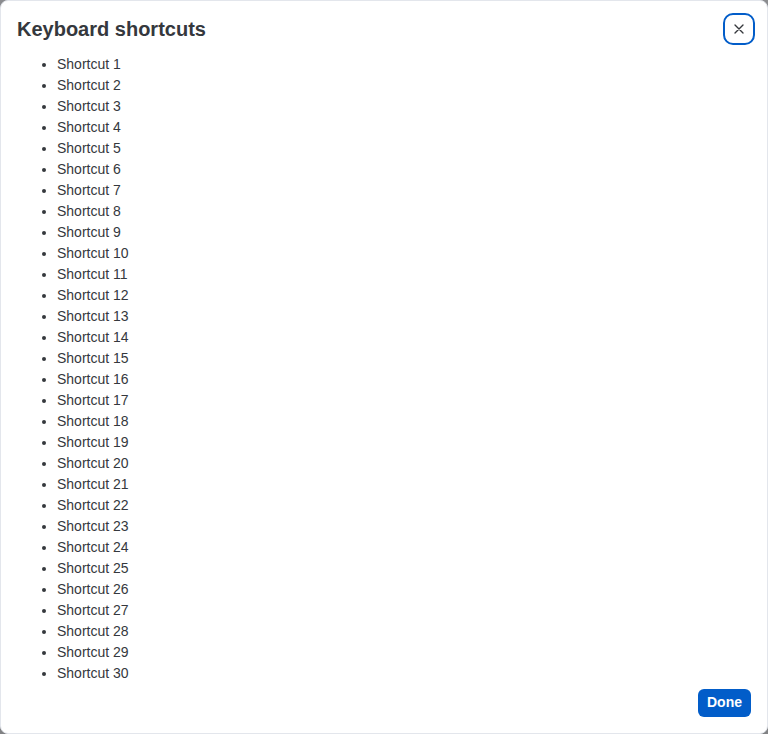 Keyboard shortcuts
Shortcut 1
Shortcut 2
Shortcut 3
Shortcut 4
Shortcut 5
Shortcut 6
Shortcut 7
Shortcut 8
Shortcut 9
Shortcut 10
Shortcut 11
Shortcut 12
Shortcut 13
Shortcut 14
Shortcut 15
Shortcut 16
Shortcut 17
Shortcut 18
Shortcut 19
Shortcut 20
Shortcut 21
Shortcut 22
Shortcut 23
Shortcut 24
Shortcut 25
Shortcut 26
Shortcut 27
Shortcut 28
Shortcut 29
Shortcut 30
Done